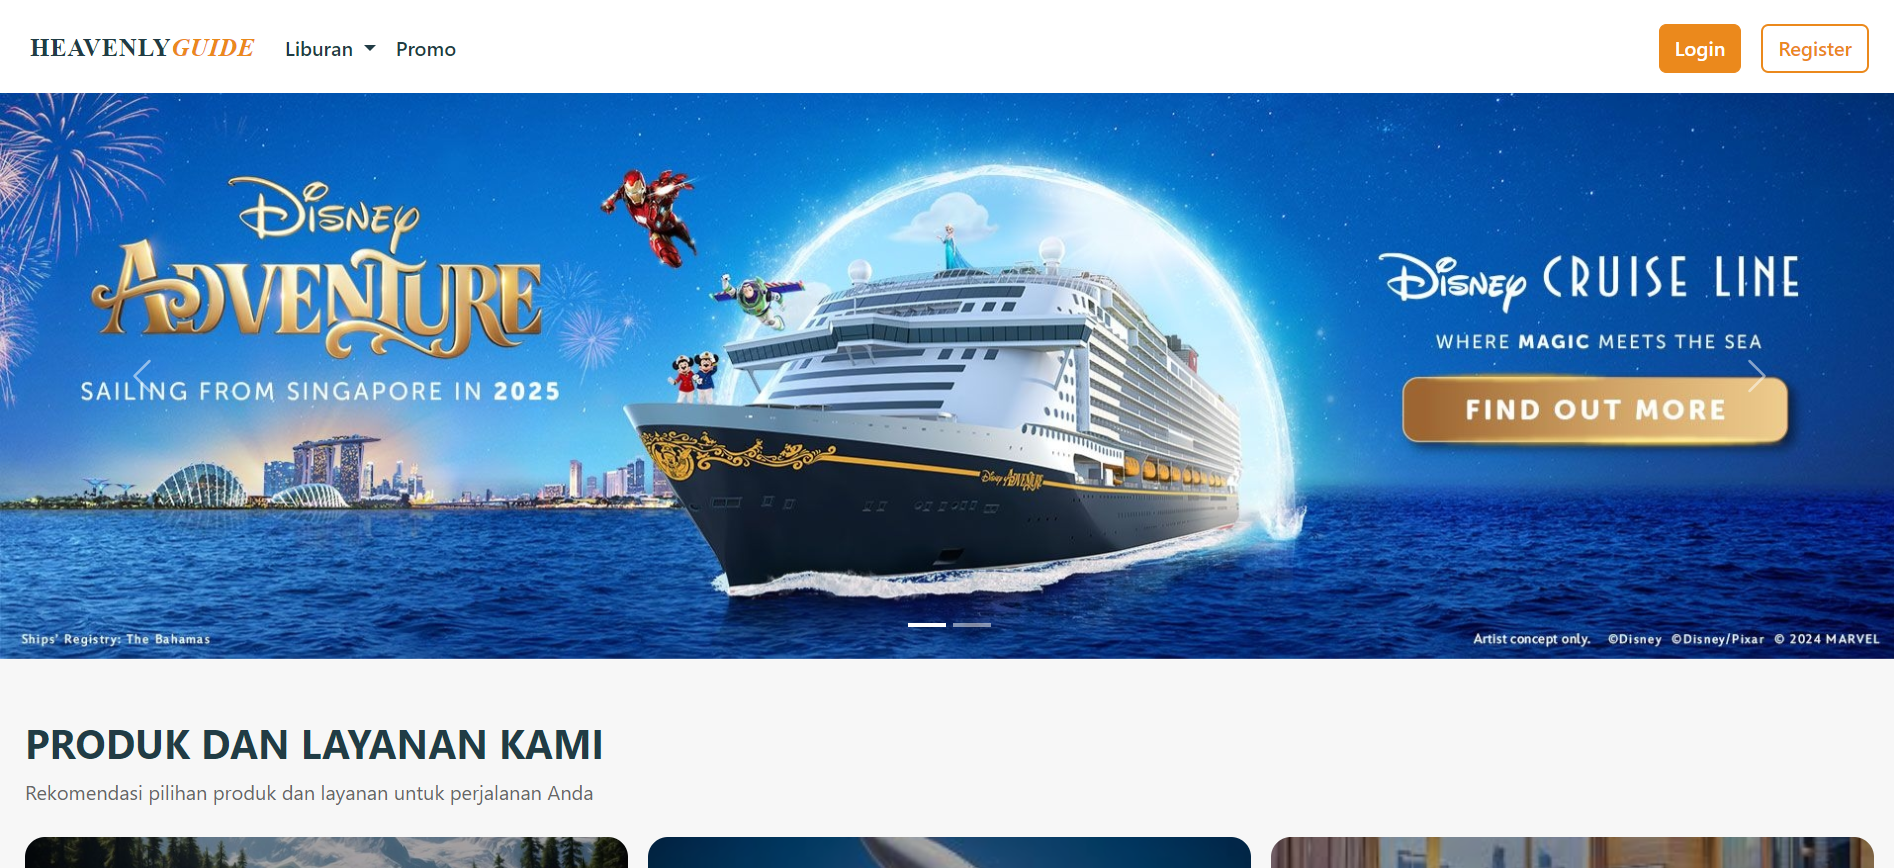 HEAVENLYGUIDE Liburan Promo Login Register
Disney
ADVENTURE
SAILING FROM SINGAPORE IN 2025
Disney CRUISE LINE
WHERE MAGIC MEETS THE SEA
FIND OUT MORE
Disney ADVENTURE
Ships' Registry: The Bahamas
Artist concept only. ©Disney ©Disney/Pixar © 2024 MARVEL
PRODUK DAN LAYANAN KAMI
Rekomendasi pilihan produk dan layanan untuk perjalanan Anda